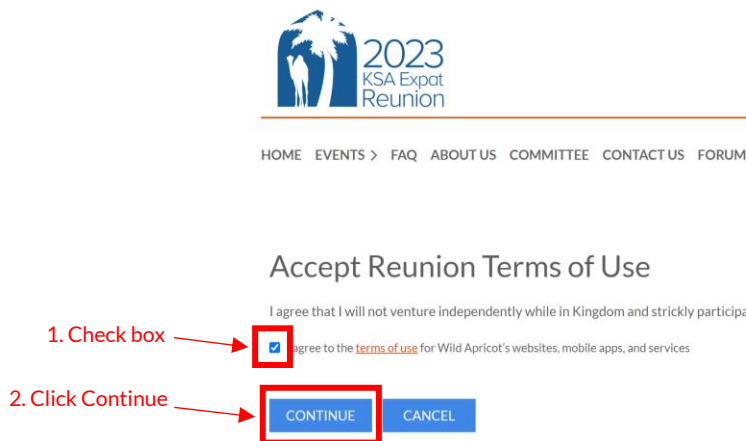 2023
KSA Expat
Reunion
HOME EVENTS > FAQ ABOUT US COMMITTEE CONTACT US FORUM
Accept Reunion Terms of Use
I agree that I will not venture independently while in Kingdom and strickly participa
1. Check box
agree to the terms of use for Wild Apricot's websites, mobile apps, and services
2. Click Continue
CONTINUE CANCEL